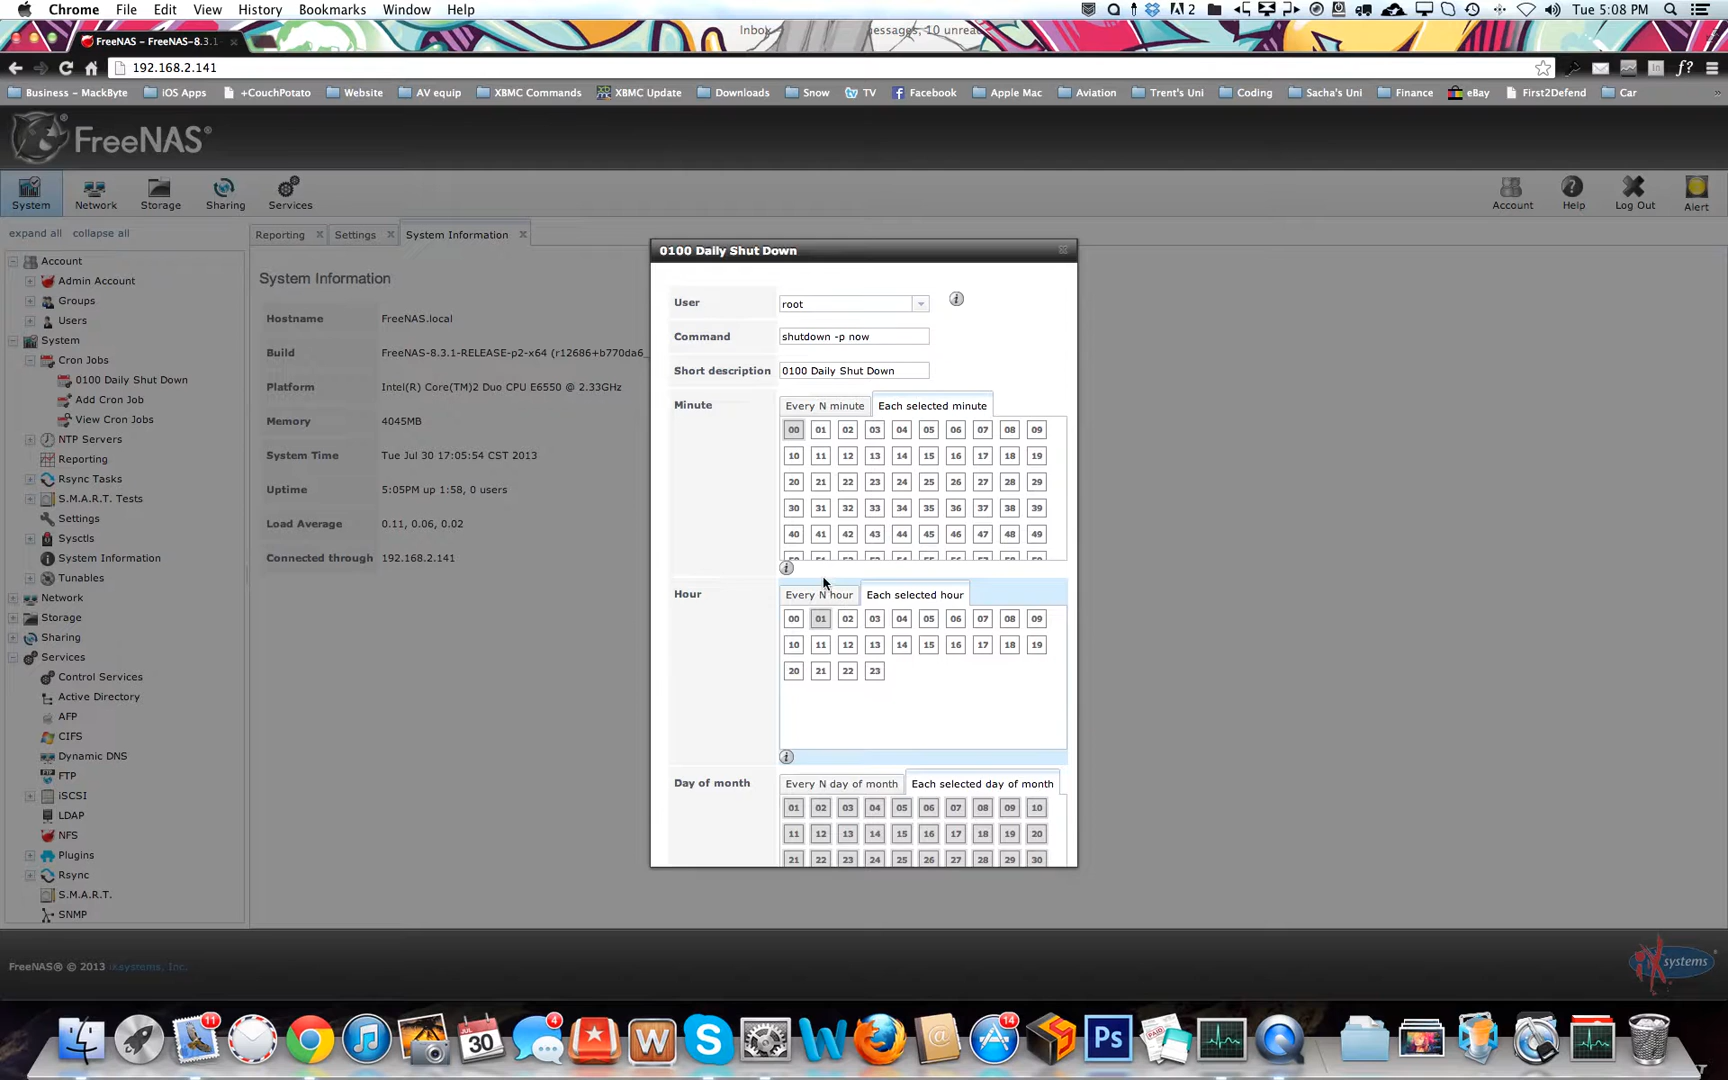 Chrome File Edit View History Bookmarks Window Help 2 Tue 5:08 PM
Inbox messages, 10 unread
FreeNAS - FreeNAS-8.3.1-
192.168.2.141
Business - MackByte iOS Apps +CouchPotato Website AV equip XBMC Commands XBMC Update Downloads Snow TV Facebook Apple Mac Aviation Trent's Uni Coding Sacha's Uni Finance eBay First2Defend Car »
FreeNAS®
System Network Storage Sharing Services Account Help Log Out Alert
expand all collapse all
Reporting Settings System Information
Account
Admin Account
Groups
Users
System
Cron Jobs
0100 Daily Shut Down
Add Cron Job
View Cron Jobs
NTP Servers
Reporting
Rsync Tasks
S.M.A.R.T. Tests
Settings
Sysctls
System Information
Tunables
Network
Storage
Sharing
Services
Control Services
Active Directory
AFP
CIFS
Dynamic DNS
FTP
iSCSI
LDAP
NFS
Plugins
Rsync
S.M.A.R.T.
SNMP
System Information
Hostname FreeNAS.local
Build FreeNAS-8.3.1-RELEASE-p2-x64 (r12686+b770da6_
Platform Intel(R) Core(TM)2 Duo CPU E6550 @ 2.33GHz
Memory 4045MB
System Time Tue Jul 30 17:05:54 CST 2013
Uptime 5:05PM up 1:58, 0 users
Load Average 0.11, 0.06, 0.02
Connected through 192.168.2.141
0100 Daily Shut Down
User root
Command shutdown -p now
Short description 0100 Daily Shut Down
Minute Every N minute Each selected minute
00 01 02 03 04 05 06 07 08 09
10 11 12 13 14 15 16 17 18 19
20 21 22 23 24 25 26 27 28 29
30 31 32 33 34 35 36 37 38 39
40 41 42 43 44 45 46 47 48 49
Hour Every N hour Each selected hour
00 01 02 03 04 05 06 07 08 09
10 11 12 13 14 15 16 17 18 19
20 21 22 23
Day of month Every N day of month Each selected day of month
01 02 03 04 05 06 07 08 09 10
11 12 13 14 15 16 17 18 19 20
21 22 23 24 25 26 27 28 29 30
FreeNAS® © 2013 iXsystems, Inc.
systems
11 JUL 30 4 14 Ps PAID